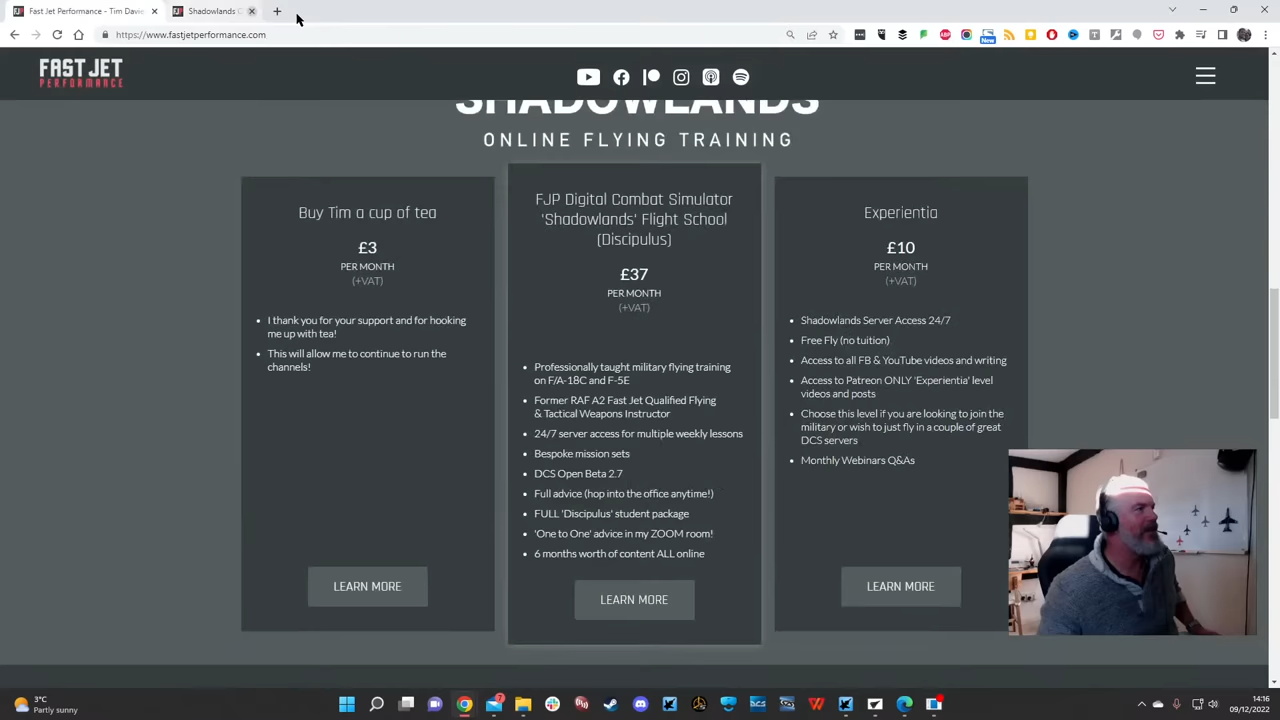 Fast Jet Performance - Tim Davie
Shadowlands
https://www.fastjetperformance.com
New
FAST JET
PERFORMANCE
SHADOWLANDS
ONLINE FLYING TRAINING
Buy Tim a cup of tea
£3
PER MONTH
(+VAT)
I thank you for your support and for hooking
me up with tea!
This will allow me to continue to run the
channels!
LEARN MORE
FJP Digital Combat Simulator
'Shadowlands' Flight School
(Discipulus)
£37
PER MONTH
(+VAT)
Professionally taught military flying training
on F/A-18C and F-5E
Former RAF A2 Fast Jet Qualified Flying
& Tactical Weapons Instructor
24/7 server access for multiple weekly lessons
Bespoke mission sets
DCS Open Beta 2.7
Full advice (hop into the office anytime!)
FULL 'Discipulus' student package
'One to One' advice in my ZOOM room!
6 months worth of content ALL online
LEARN MORE
Experientia
£10
PER MONTH
(+VAT)
Shadowlands Server Access 24/7
Free Fly (no tuition)
Access to all FB & YouTube videos and writing
Access to Patreon ONLY 'Experientia' level
videos and posts
Choose this level if you are looking to join the
military or wish to just fly in a couple of great
DCS servers
Monthly Webinars Q&As
LEARN MORE
3°C
Partly sunny
7
14:16
09/12/2022